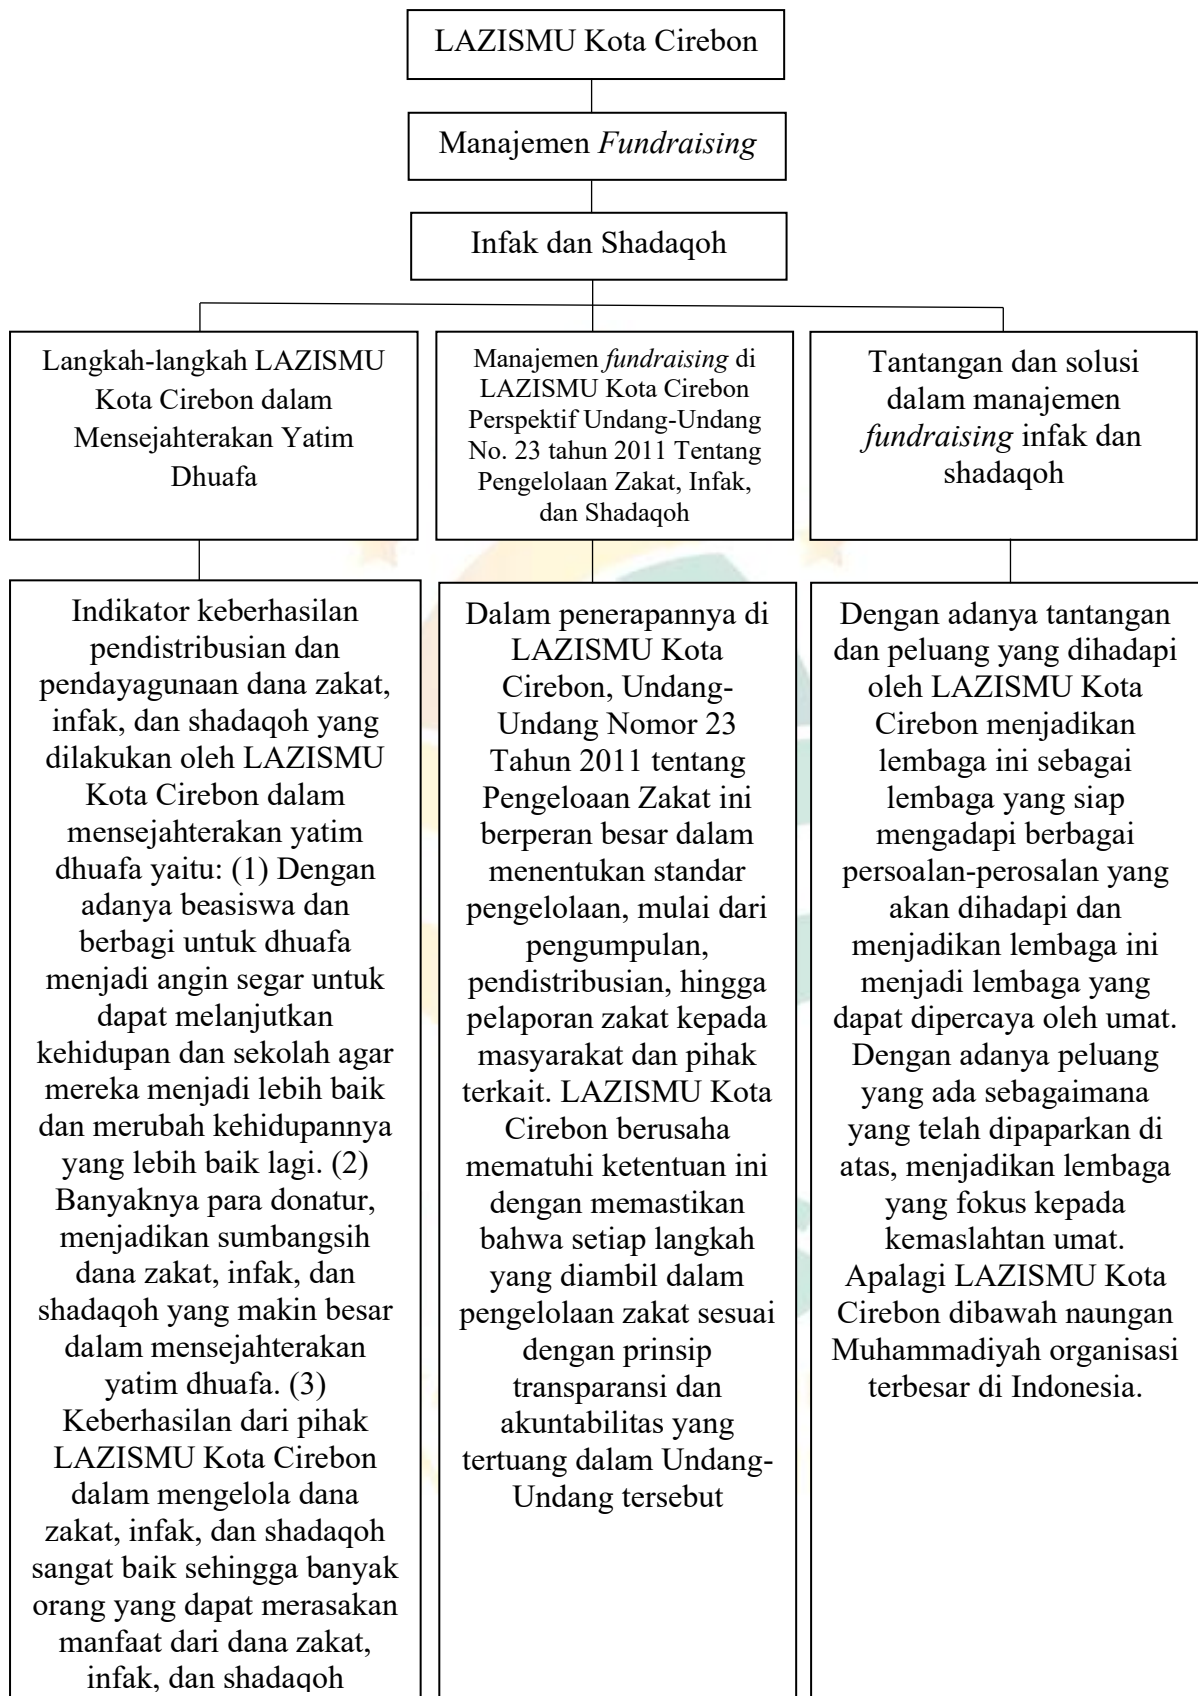 LAZISMU Kota Cirebon
Manajemen Fundraising
Infak dan Shadaqoh
Langkah-langkah LAZISMU
Kota Cirebon dalam
Mensejahterakan Yatim
Dhuafa
Manajemen fundraising di
LAZISMU Kota Cirebon
Perspektif Undang-Undang
No. 23 tahun 2011 Tentang
Pengelolaan Zakat, Infak,
dan Shadaqoh
Tantangan dan solusi
dalam manajemen
fundraising infak dan
shadaqoh
Indikator keberhasilan
pendistribusian dan
pendayagunaan dana zakat,
infak, dan shadaqoh yang
dilakukan oleh LAZISMU
Kota Cirebon dalam
mensejahterakan yatim
dhuafa yaitu: (1) Dengan
adanya beasiswa dan
berbagi untuk dhuafa
menjadi angin segar untuk
dapat melanjutkan
kehidupan dan sekolah agar
mereka menjadi lebih baik
dan merubah kehidupannya
yang lebih baik lagi. (2)
Banyaknya para donatur,
menjadikan sumbangsih
dana zakat, infak, dan
shadaqoh yang makin besar
dalam mensejahterakan
yatim dhuafa. (3)
Keberhasilan dari pihak
LAZISMU Kota Cirebon
dalam mengelola dana
zakat, infak, dan shadaqoh
sangat baik sehingga banyak
orang yang dapat merasakan
manfaat dari dana zakat,
infak, dan shadaqoh
Dalam penerapannya di
LAZISMU Kota
Cirebon, Undang-
Undang Nomor 23
Tahun 2011 tentang
Pengeloaan Zakat ini
berperan besar dalam
menentukan standar
pengelolaan, mulai dari
pengumpulan,
pendistribusian, hingga
pelaporan zakat kepada
masyarakat dan pihak
terkait. LAZISMU Kota
Cirebon berusaha
mematuhi ketentuan ini
dengan memastikan
bahwa setiap langkah
yang diambil dalam
pengelolaan zakat sesuai
dengan prinsip
transparansi dan
akuntabilitas yang
tertuang dalam Undang-
Undang tersebut
Dengan adanya tantangan
dan peluang yang dihadapi
oleh LAZISMU Kota
Cirebon menjadikan
lembaga ini sebagai
lembaga yang siap
mengadapi berbagai
persoalan-perosalan yang
akan dihadapi dan
menjadikan lembaga ini
menjadi lembaga yang
dapat dipercaya oleh umat.
Dengan adanya peluang
yang ada sebagaimana
yang telah dipaparkan di
atas, menjadikan lembaga
yang fokus kepada
kemaslahtan umat.
Apalagi LAZISMU Kota
Cirebon dibawah naungan
Muhammadiyah organisasi
terbesar di Indonesia.